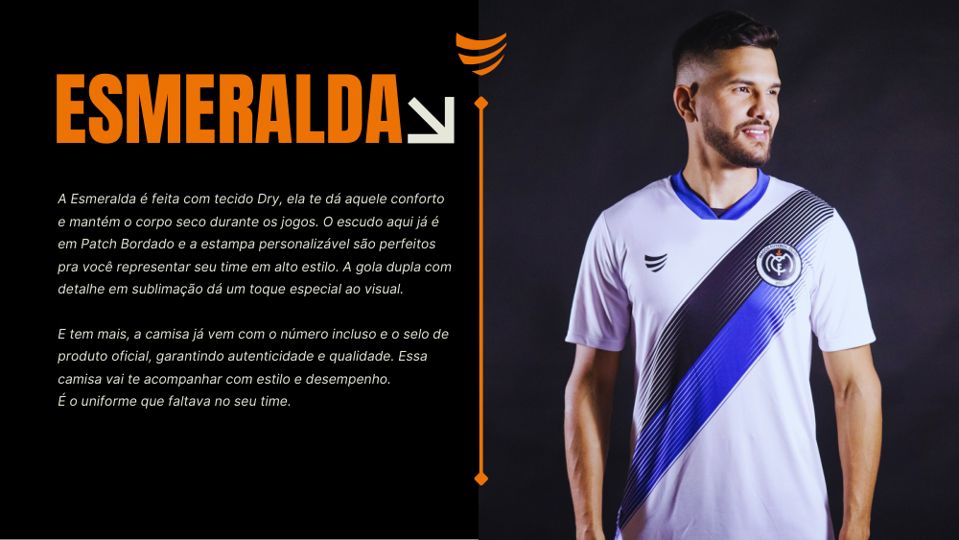 ESMERALDA
A Esmeralda é feita com tecido Dry, ela te dá aquele conforto
e mantém o corpo seco durante os jogos. O escudo aqui já é
em Patch Bordado e a estampa personalizável são perfeitos
pra você representar seu time em alto estilo. A gola dupla com
detalhe em sublimação dá um toque especial ao visual.
E tem mais, a camisa já vem com o número incluso e o selo de
produto oficial, garantindo autenticidade e qualidade. Essa
camisa vai te acompanhar com estilo e desempenho.
É o uniforme que faltava no seu time.